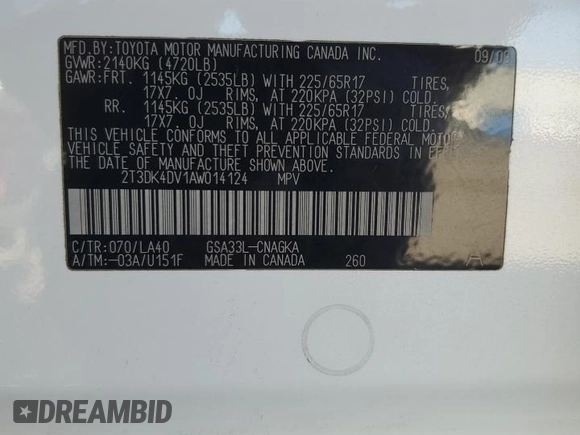 MFD.BY:TOYOTA MOTOR MANUFACTURING CANADA INC. 09/09
GVWR:2140KG (4720LB)
GAWR:FRT. 1145KG (2535LB) WITH 225/65R17 TIRES,
17X7.0J RIMS, AT 220KPA (32PSI) COLD.
RR. 1145KG (2535LB) WITH 225/65R17 TIRES,
17X7.0J RIMS, AT 220KPA (32PSI) COLD.
THIS VEHICLE CONFORMS TO ALL APPLICABLE FEDERAL MOTOR
VEHICLE SAFETY AND THEFT PREVENTION STANDARDS IN
THE DATE OF MANUFACTURE SHOWN ABOVE.
2T3DK4DV1AW014124 MPV
C/TR:070/LA40 GSA33L-CNAGKA
A/TM:-03A/U151F MADE IN CANADA 260 A
DREAMBID